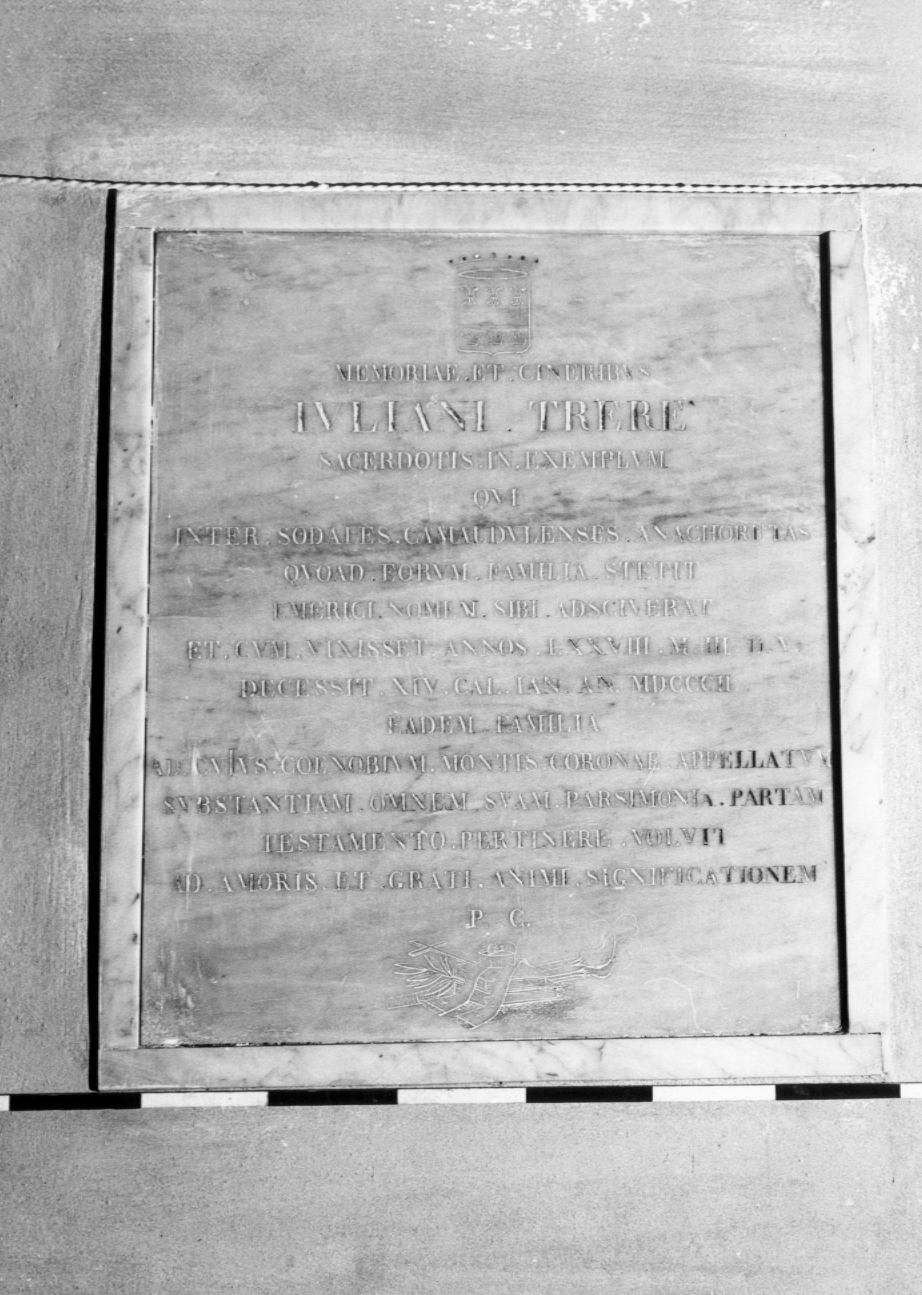 MEMORIAE . ET . CINERIBVS
IVLIANI . TRERE'
SACERDOTIS . IN . EXEMPLVM
QVI
INTER . SODALES . CAMALDVLENSES . ANACHORETAS
QVOAD . EORVM . FAMILIA . STETIT
EMERICI . NOMEN . SIBI . ADSCIVERAT
ET . CVM . VIXISSET . ANNOS . LXXVIII . M . III . D . V .
DECESSIT . XIV . CAL . IAN . AN . MDCCCII .
EADEM . FAMILIA
AD . CVJVS . COENOBIVM . MONTIS . CORONAE . APPELLATVM
SVBSTANTIAM . OMNEM . SVAM . PARSIMONIA . PARTAM
TESTAMENTO . PERTINERE . VOLVIT
AD . AMORIS . ET . GRATI . ANIMI . SIGNIFICATIONEM
P . C .